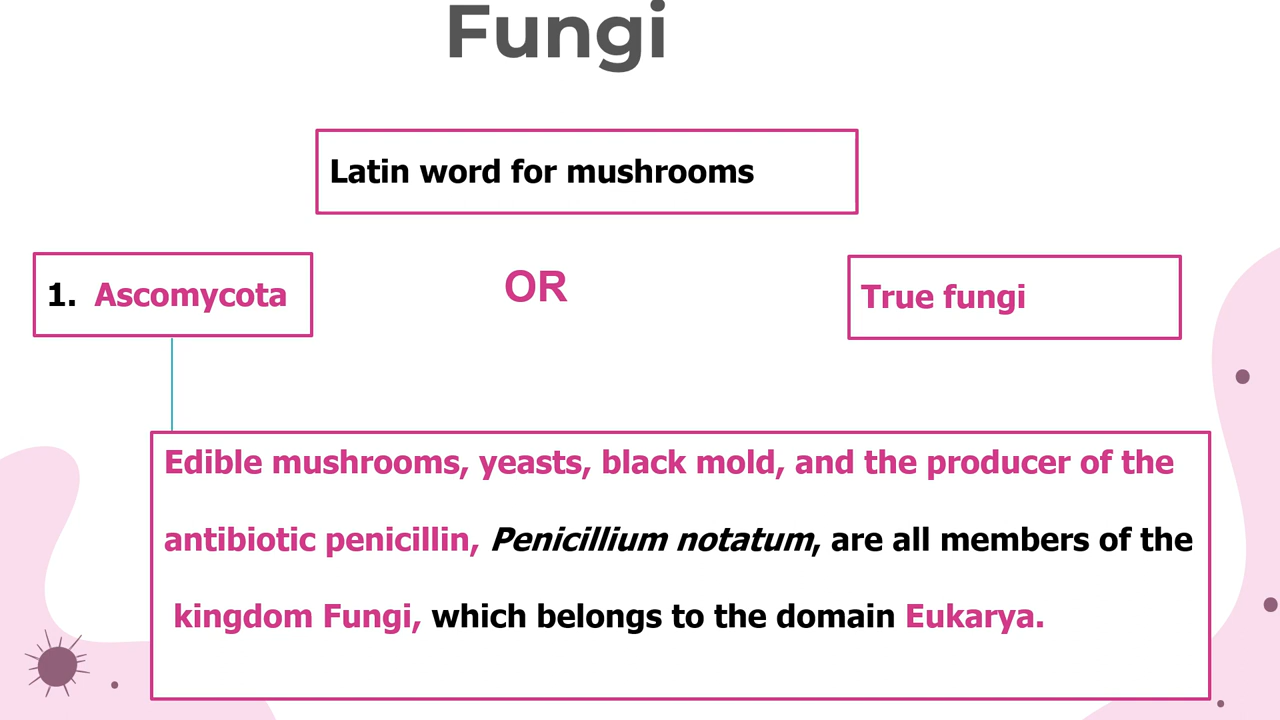 Fungi
Latin word for mushrooms
1. Ascomycota
OR
True fungi
Edible mushrooms, yeasts, black mold, and the producer of the
antibiotic penicillin, Penicillium notatum, are all members of the
kingdom Fungi, which belongs to the domain Eukarya.